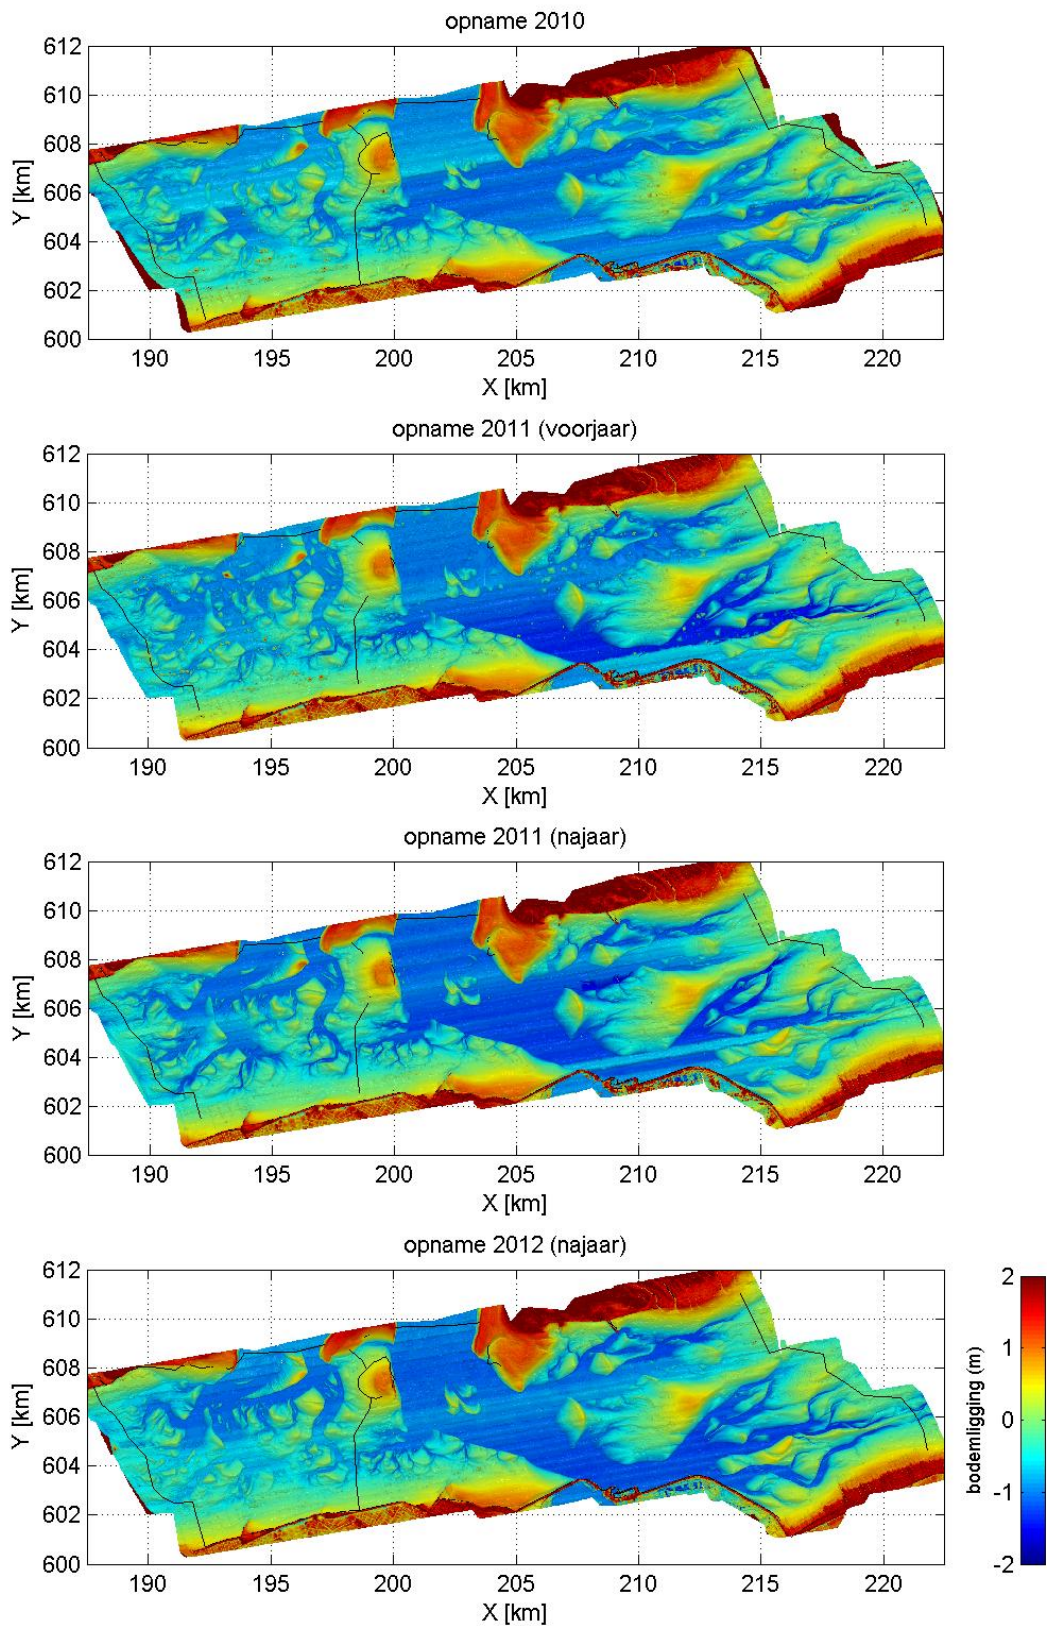 opname 2010
612
610
608
606
604
602
600
Y [km]
190 195 200 205 210 215 220
X [km]
opname 2011 (voorjaar)
612
610
608
606
604
602
600
Y [km]
190 195 200 205 210 215 220
X [km]
opname 2011 (najaar)
612
610
608
606
604
602
600
Y [km]
190 195 200 205 210 215 220
X [km]
opname 2012 (najaar)
612
610
608
606
604
602
600
Y [km]
190 195 200 205 210 215 220
X [km]
2
1
0
-1
-2
bodemligging (m)